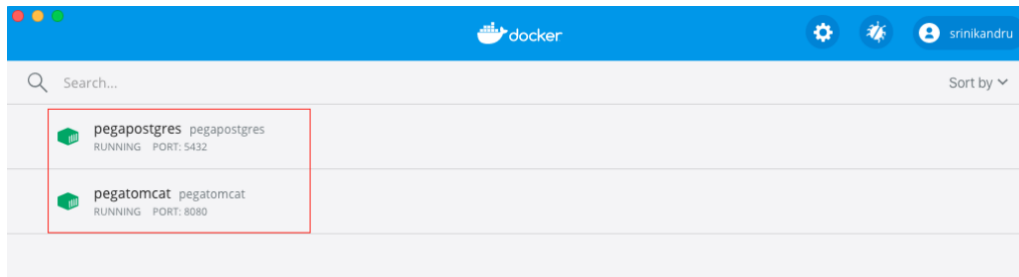 docker
srinikandru
Search...
Sort by
pegapostgres pegapostgres
RUNNING PORT: 5432
pegatomcat pegatomcat
RUNNING PORT: 8080